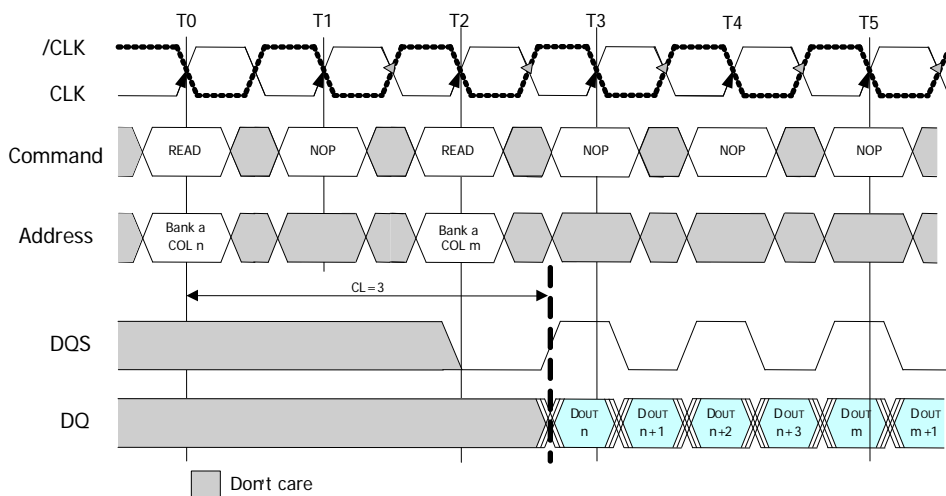 T0 T1 T2 T3 T4 T5
/CLK
CLK
Command READ NOP READ NOP NOP NOP
Address Bank a COL n Bank a COL m
CL=3
DQS
DQ DOUT n DOUT n+1 DOUT n+2 DOUT n+3 DOUT m DOUT m+1
Don't care